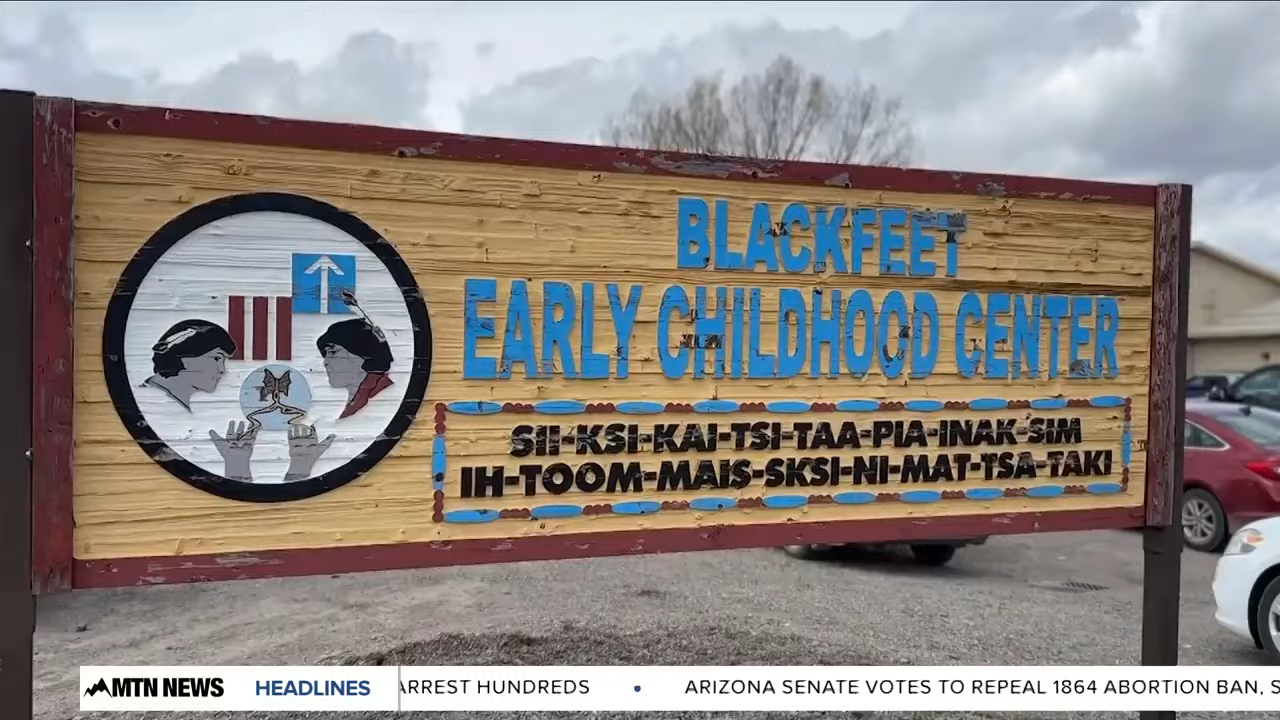 BLACKFEET
EARLY CHILDHOOD CENTER
SII-KSI-KAI-TSI-TAA-PIA-INAK-SIM
IH-TOOM-MAIS-SKSI-NI-MAT-TSA-TAKI
MTN NEWS HEADLINES ARREST HUNDREDS • ARIZONA SENATE VOTES TO REPEAL 1864 ABORTION BAN, S